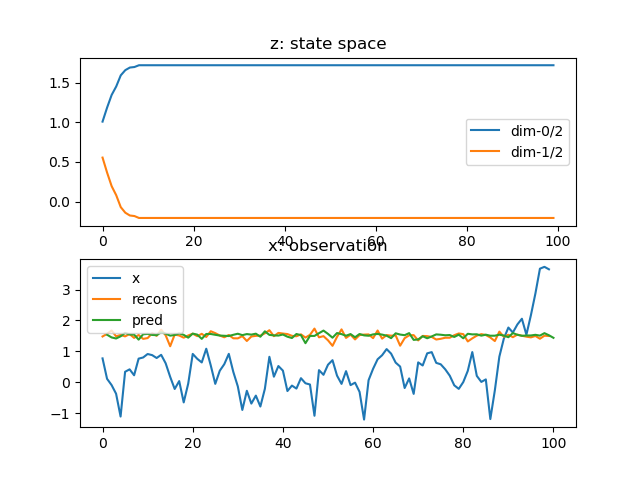 z: state space
1.5
1.0
0.5
0.0
dim-0/2
dim-1/2
0 20 40 60 80 100
x: observation
3
2
1
0
−1
x
recons
pred
0 20 40 60 80 100